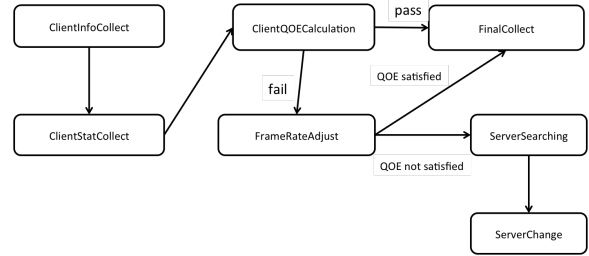 ClientInfoCollect
ClientQOECalculation
pass
FinalCollect
fail
QOE satisfied
ClientStatCollect
FrameRateAdjust
ServerSearching
QOE not satisfied
ServerChange